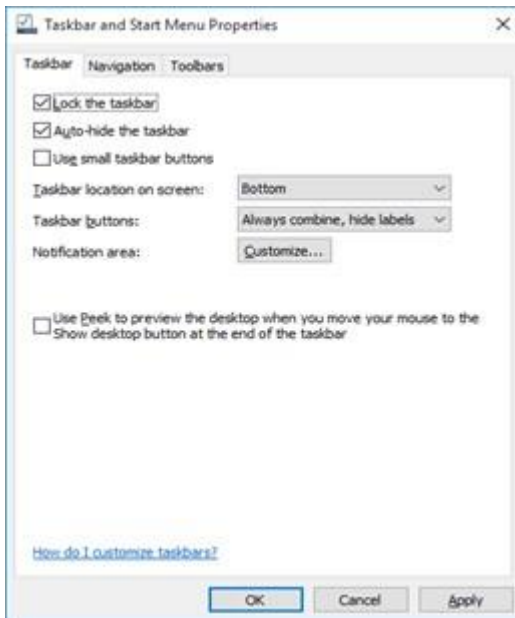 Taskbar and Start Menu Properties
Taskbar Navigation Toolbars
Lock the taskbar
Auto-hide the taskbar
Use small taskbar buttons
Taskbar location on screen: Bottom
Taskbar buttons: Always combine, hide labels
Notification area: Customize...
Use Peek to preview the desktop when you move your mouse to the
Show desktop button at the end of the taskbar
How do I customize taskbars?
OK Cancel Apply